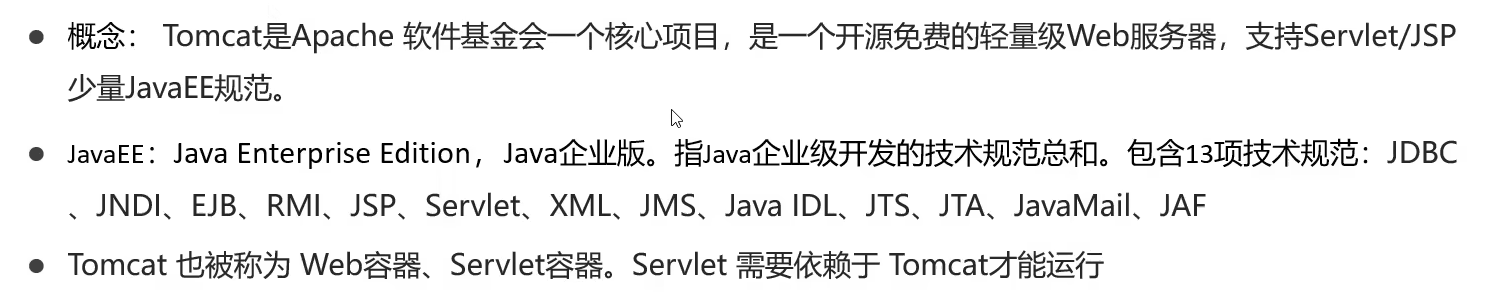 ● 概念： Tomcat是Apache 软件基金会一个核心项目，是一个开源免费的轻量级Web服务器，支持Servlet/JSP
少量JavaEE规范。
● JavaEE：Java Enterprise Edition，Java企业版。指Java企业级开发的技术规范总和。包含13项技术规范：JDBC
、JNDI、EJB、RMI、JSP、Servlet、XML、JMS、Java IDL、JTS、JTA、JavaMail、JAF
● Tomcat 也被称为 Web容器、Servlet容器。Servlet 需要依赖于 Tomcat才能运行